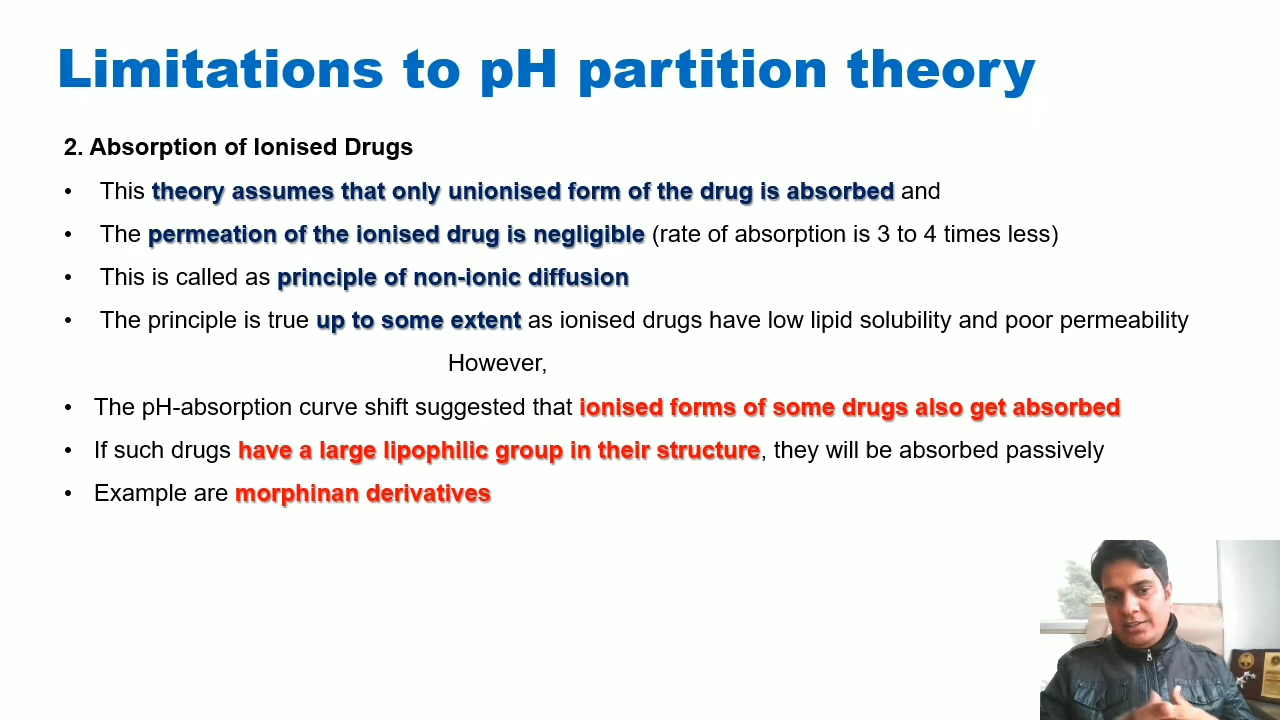 Limitations to pH partition theory
2. Absorption of Ionised Drugs
• This theory assumes that only unionised form of the drug is absorbed and
• The permeation of the ionised drug is negligible (rate of absorption is 3 to 4 times less)
• This is called as principle of non-ionic diffusion
• The principle is true up to some extent as ionised drugs have low lipid solubility and poor permeability
However,
• The pH-absorption curve shift suggested that ionised forms of some drugs also get absorbed
• If such drugs have a large lipophilic group in their structure, they will be absorbed passively
• Example are morphinan derivatives